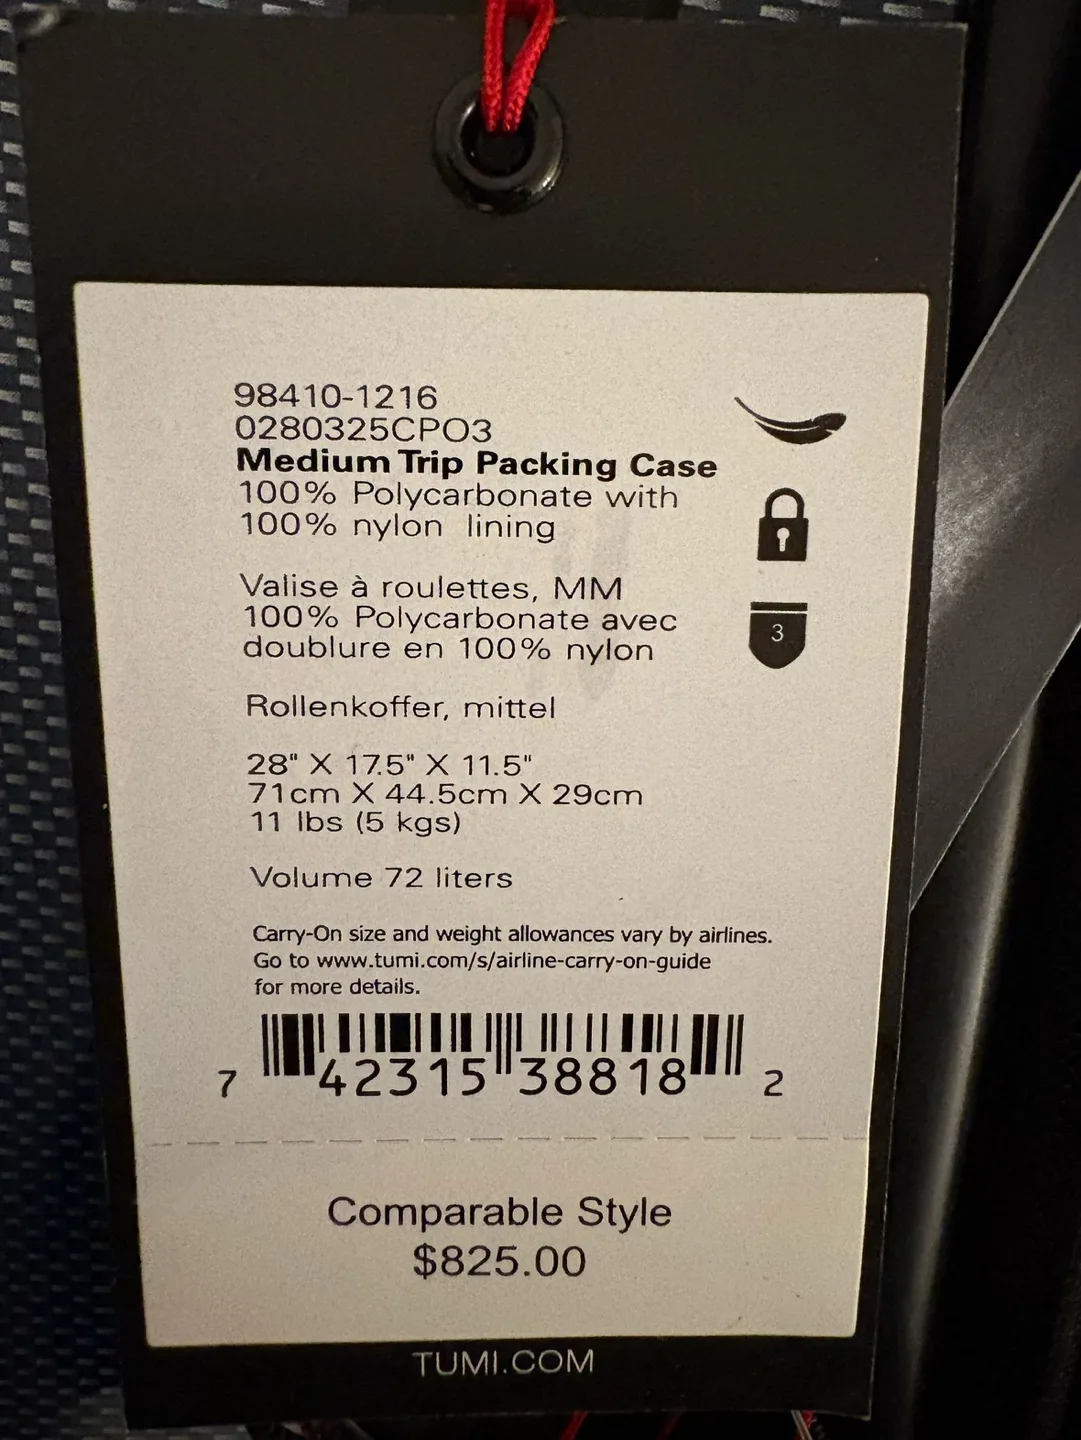 98410-1216
0280325CPO3
Medium Trip Packing Case
100% Polycarbonate with
100% nylon lining
3
Valise à roulettes, MM
100% Polycarbonate avec
doublure en 100% nylon
Rollenkoffer, mittel
28" X 17.5" X 11.5"
71cm X 44.5cm X 29cm
11 lbs (5 kgs)
Volume 72 liters
Carry-On size and weight allowances vary by airlines.
Go to www.tumi.com/s/airline-carry-on-guide
for more details.
7 42315 38818 2
Comparable Style
$825.00
TUMI.COM